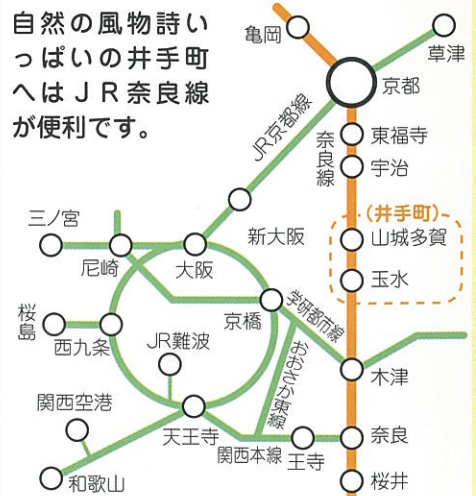 自然の風物詩い
っぱいの井手町
へはJR奈良線
が便利です。
亀岡
草津
京都
JR京都線
奈良線
東福寺
宇治
(井手町)
三ノ宮
新大阪
山城多賀
尼崎
大阪
玉水
桜島
京橋
学研都市線
西九条
JR難波
おおさか東線
木津
関西空港
天王寺
奈良
関西本線
王寺
和歌山
桜井